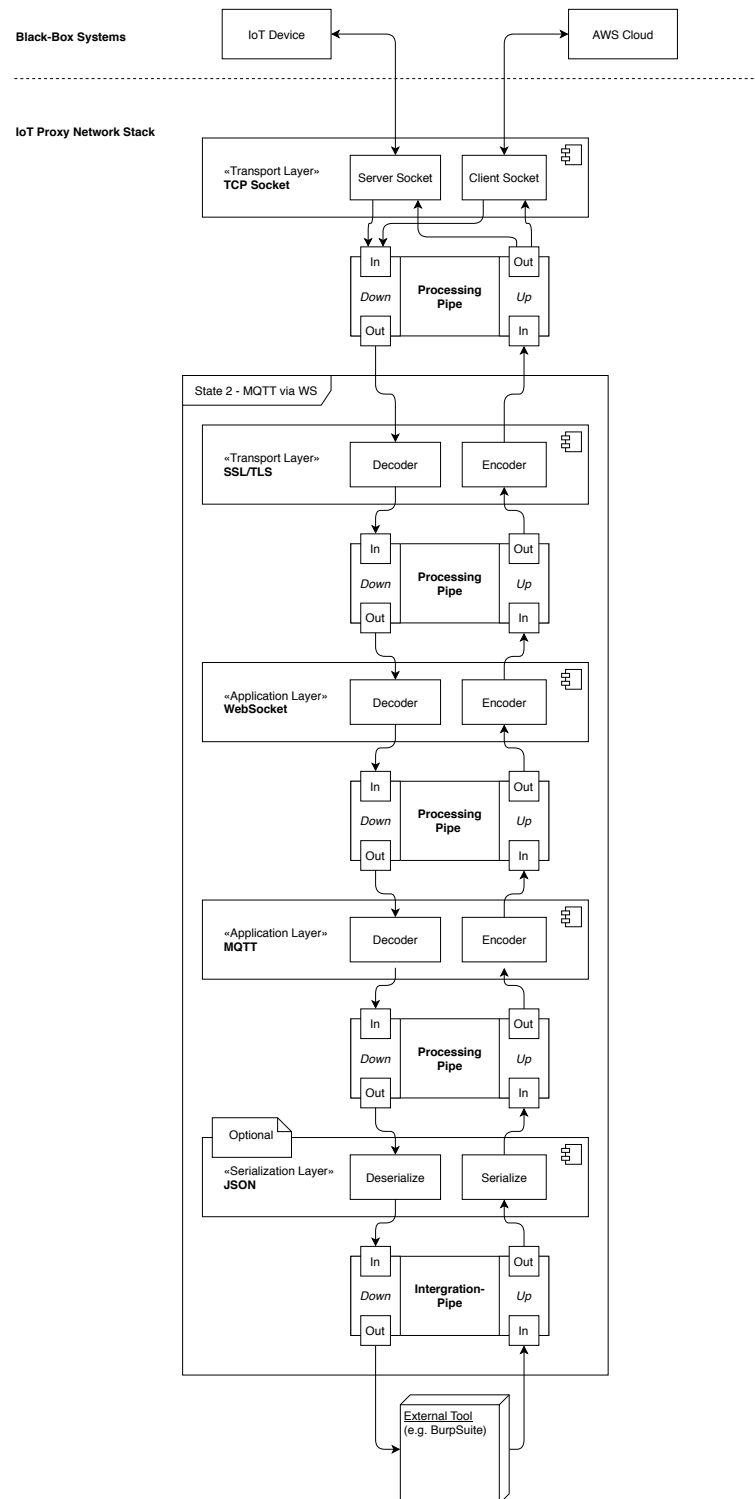 Black-Box Systems
IoT Device
AWS Cloud
IoT Proxy Network Stack
«Transport Layer»
TCP Socket
Server Socket
Client Socket
In
Out
Down
Processing
Pipe
Up
Out
In
State 2 - MQTT via WS
«Transport Layer»
SSL/TLS
Decoder
Encoder
In
Out
Down
Processing
Pipe
Up
Out
In
«Application Layer»
WebSocket
Decoder
Encoder
In
Out
Down
Processing
Pipe
Up
Out
In
«Application Layer»
MQTT
Decoder
Encoder
In
Out
Down
Processing
Pipe
Up
Out
In
Optional
«Serialization Layer»
JSON
Deserialize
Serialize
In
Out
Down
Intergration-
Pipe
Up
Out
In
External Tool
(e.g. BurpSuite)